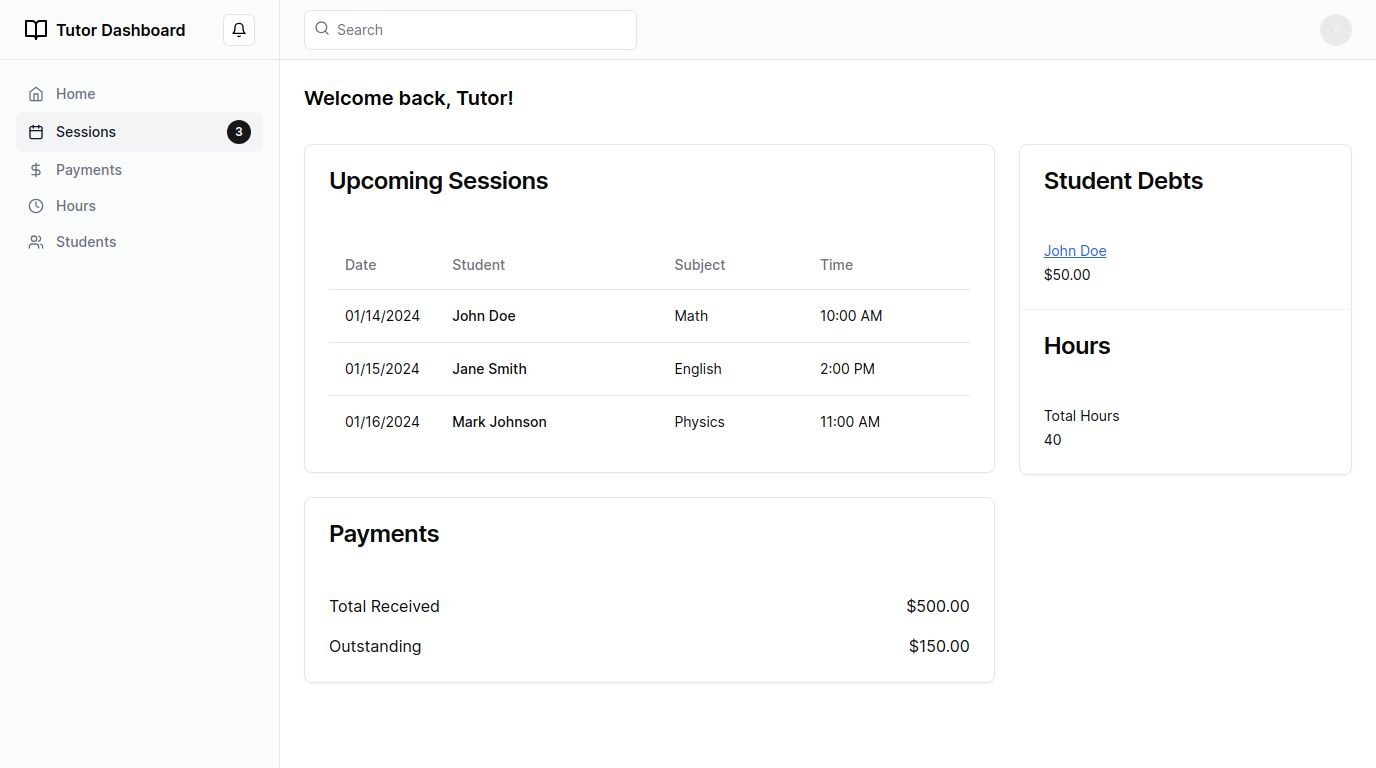 Tutor Dashboard
Search
Home
Sessions 3
Payments
Hours
Students
Welcome back, Tutor!
Upcoming Sessions
Date Student Subject Time
01/14/2024 John Doe Math 10:00 AM
01/15/2024 Jane Smith English 2:00 PM
01/16/2024 Mark Johnson Physics 11:00 AM
Student Debts
John Doe
$50.00
Hours
Total Hours
40
Payments
Total Received $500.00
Outstanding $150.00